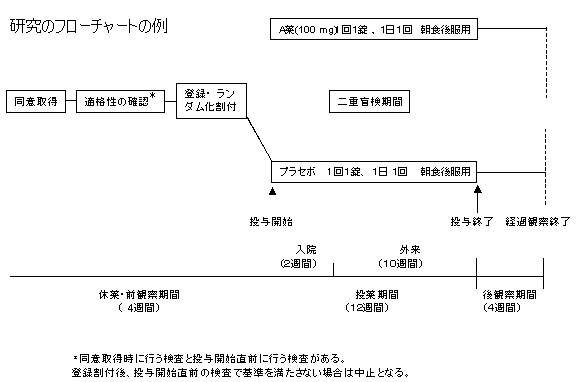 研究のフローチャートの例
A薬(100 mg)1回1錠、1日1回 朝食後服用
同意取得
適格性の確認*
登録・ラン
ダム化割付
二重盲検期間
プラセボ 1回1錠、1日1回 朝食後服用
投与開始
投与終了
経過観察終了
入院
(2週間)
外来
(10週間)
休薬・前観察期間
( 4週間)
投薬期間
(12週間)
後観察期間
(4週間)
*同意取得時に行う検査と投与開始直前に行う検査がある。
登録割付後、投与開始直前の検査で基準を満たさない場合は中止となる。